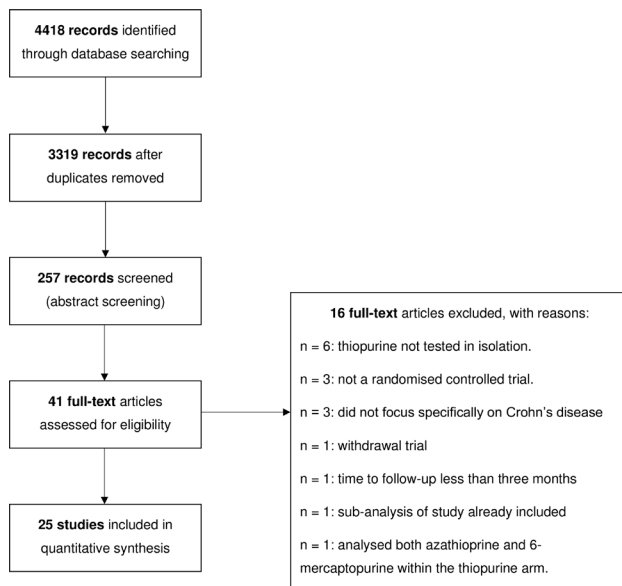 4418 records identified
through database searching
3319 records after
duplicates removed
257 records screened
(abstract screening)
41 full-text articles
assessed for eligibility
25 studies included in
quantitative synthesis
16 full-text articles excluded, with reasons:
n = 6: thiopurine not tested in isolation.
n = 3: not a randomised controlled trial.
n = 3: did not focus specifically on Crohn's disease
n = 1: withdrawal trial
n = 1: time to follow-up less than three months
n = 1: sub-analysis of study already included
n = 1: analysed both azathioprine and 6-
mercaptopurine within the thiopurine arm.